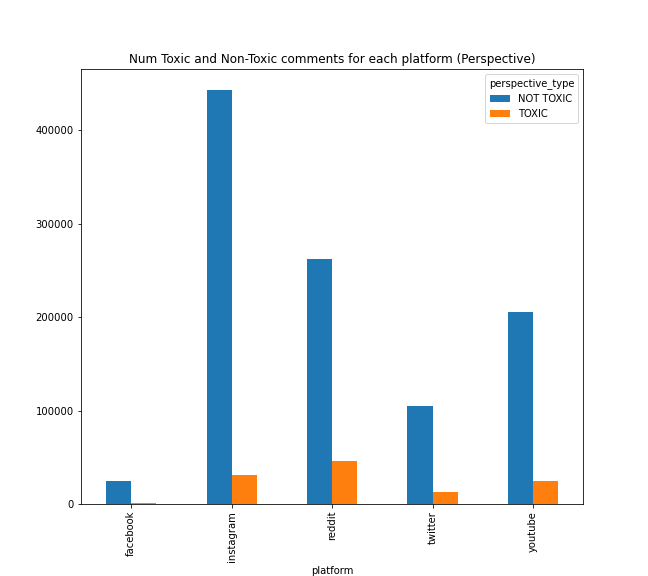 Num Toxic and Non-Toxic comments for each platform (Perspective)
perspective_type
NOT TOXIC
TOXIC
400000
300000
200000
100000
0
facebook
instagram
reddit
twitter
youtube
platform